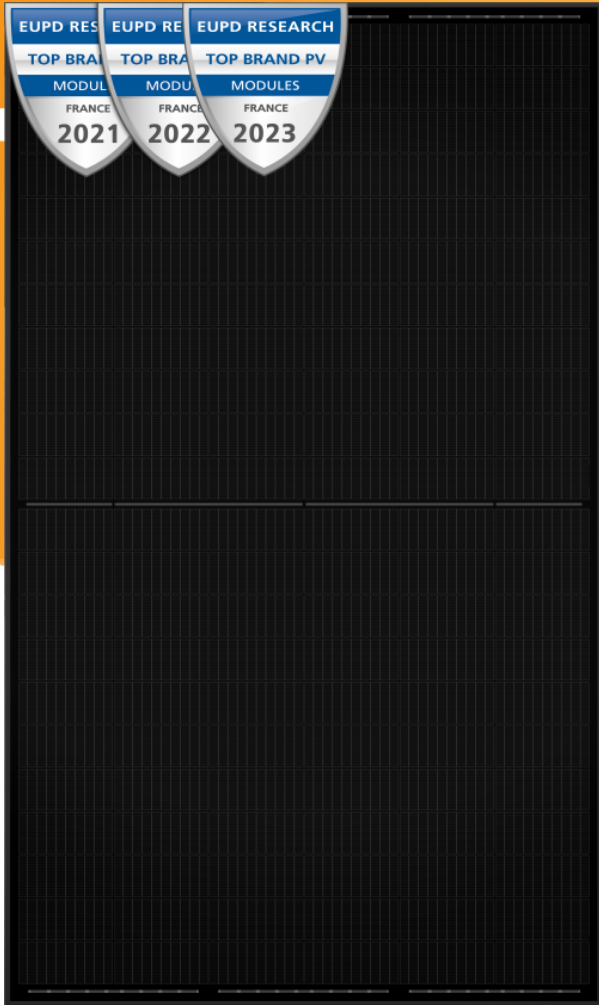 EUPD RES
TOP BRA
MODUL
FRANCE
2021
EUPD RE
TOP BRA
MODU
FRANCE
2022
EUPD RESEARCH
TOP BRAND PV
MODULES
FRANCE
2023